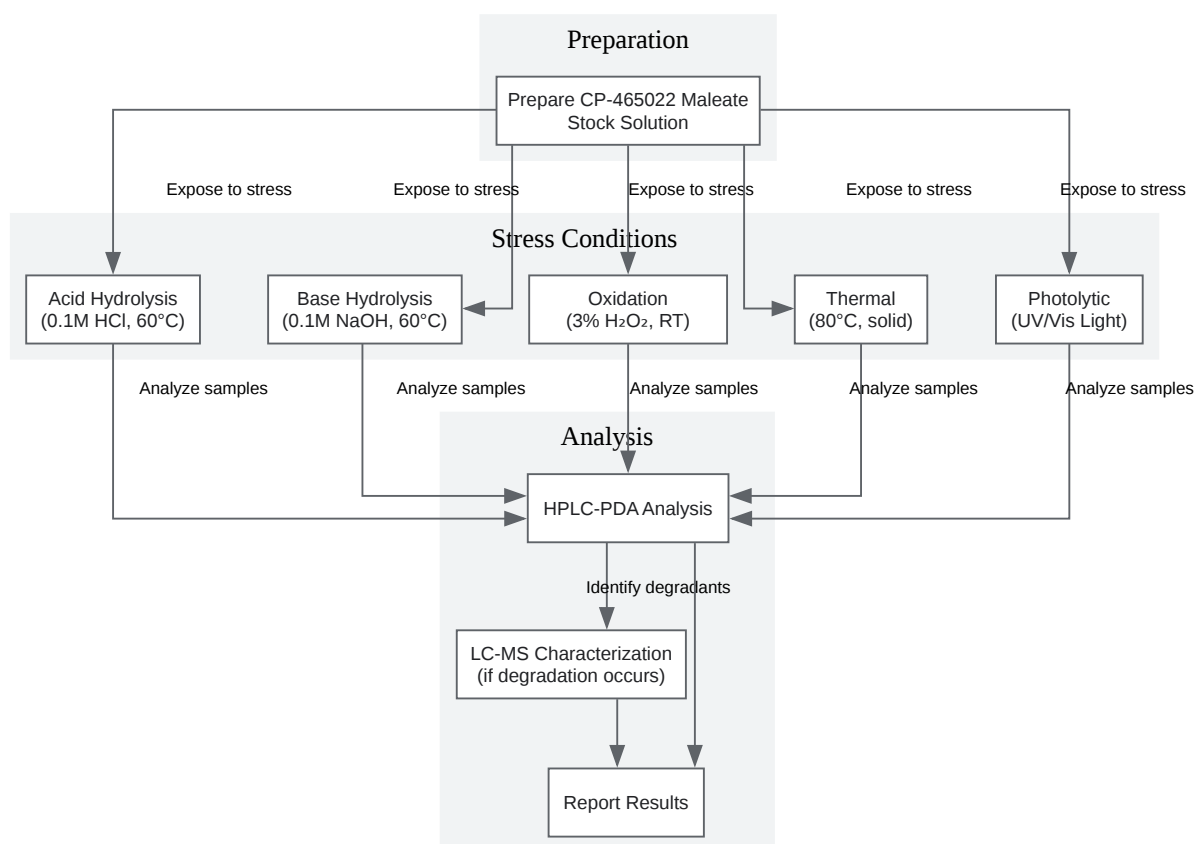 Preparation
Prepare CP-465022 Maleate
Stock Solution
Expose to stress
Expose to stress
Expose to stress
Expose to stress
Expose to stress
Stress Conditions
Acid Hydrolysis
(0.1M HCl, 60°C)
Base Hydrolysis
(0.1M NaOH, 60°C)
Oxidation
(3% H₂O₂, RT)
Thermal
(80°C, solid)
Photolytic
(UV/Vis Light)
Analyze samples
Analyze samples
Analyze samples
Analyze samples
Analyze samples
Analysis
HPLC-PDA Analysis
Identify degradants
LC-MS Characterization
(if degradation occurs)
Report Results